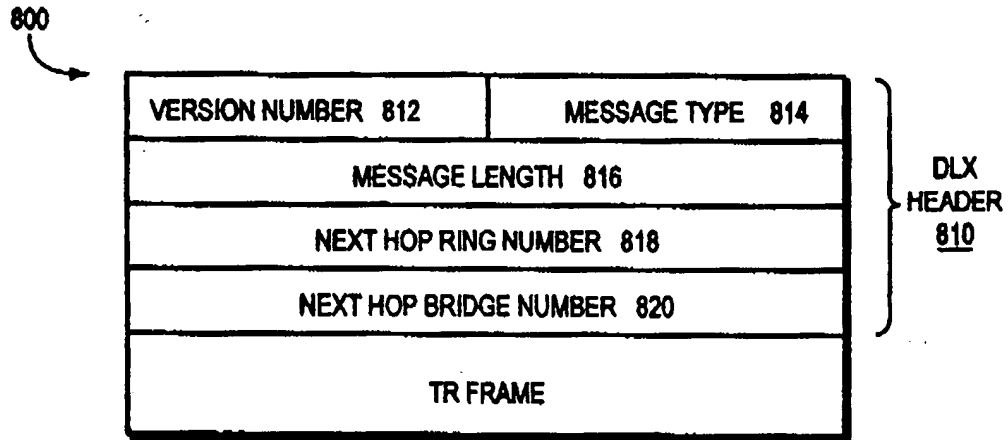 800
VERSION NUMBER 812 MESSAGE TYPE 814
MESSAGE LENGTH 816
NEXT HOP RING NUMBER 818
NEXT HOP BRIDGE NUMBER 820
TR FRAME
DLX
HEADER
810